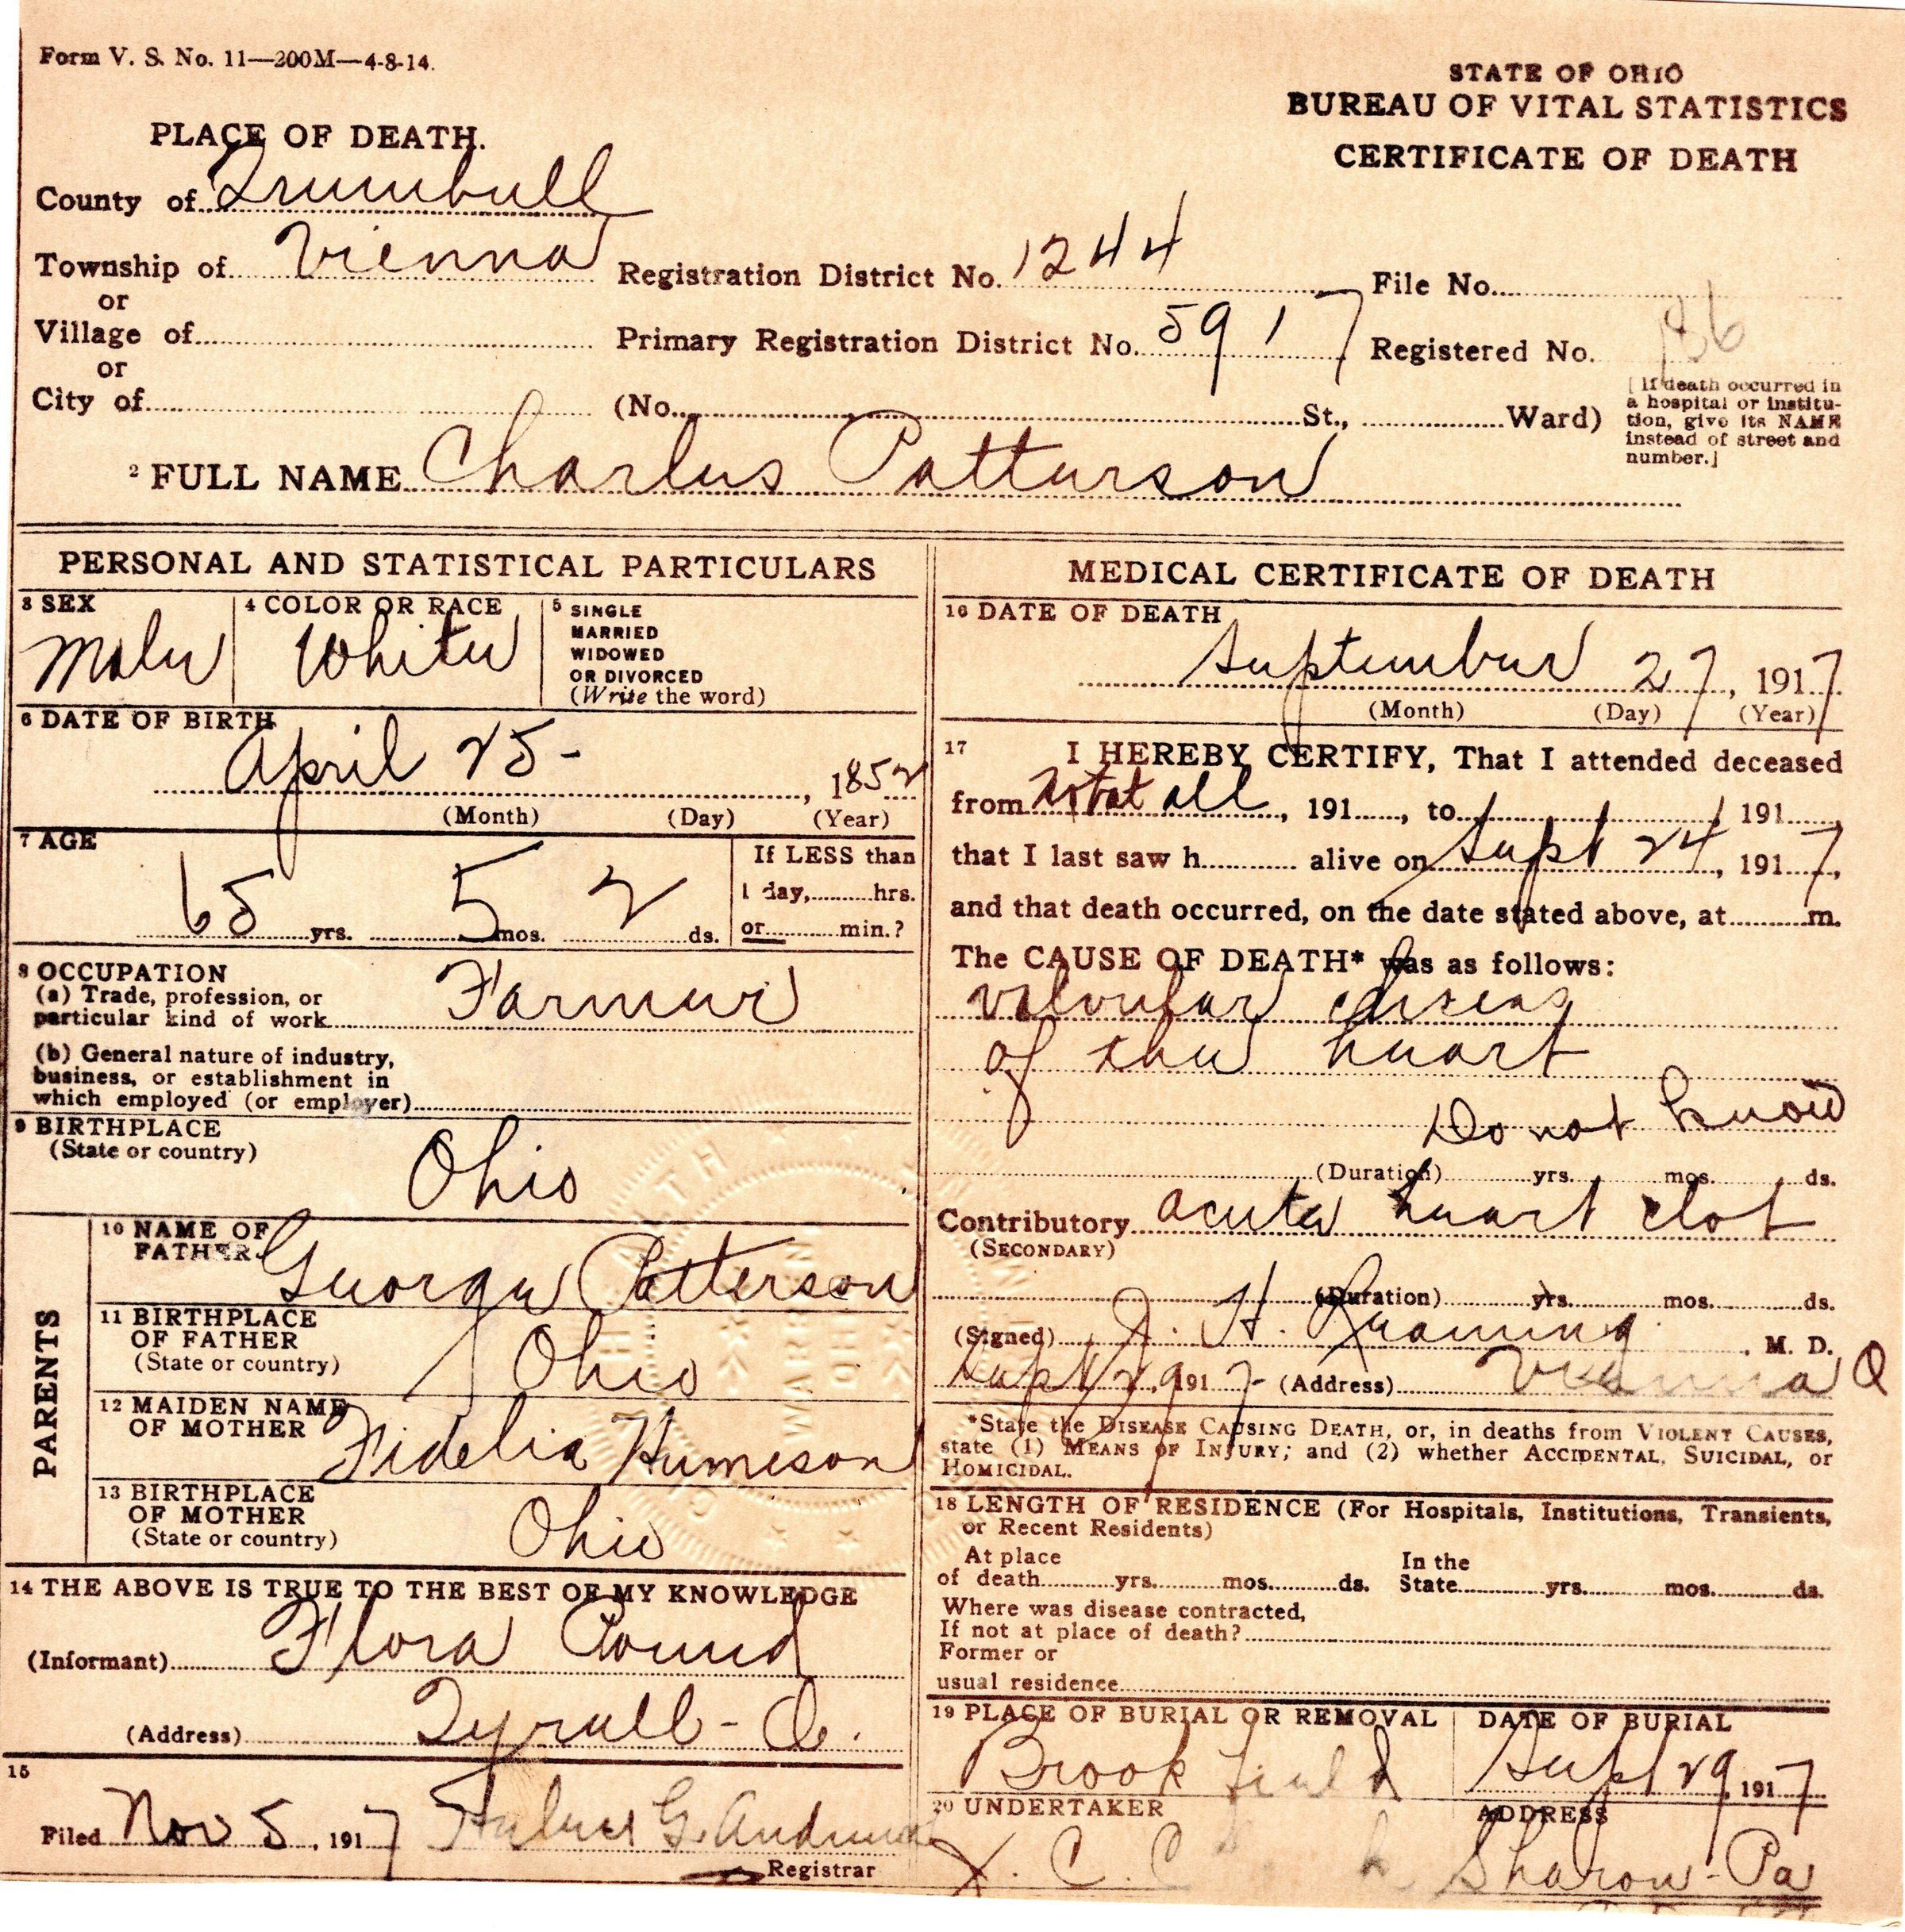 Form V. S. No. 11—200M—4-8-14.
STATE OF OHIO
BUREAU OF VITAL STATISTICS
CERTIFICATE OF DEATH
PLACE OF DEATH.
County of Trumbull
Township of Vienna Registration District No. 1244 File No.
or
Village of Primary Registration District No. 5917 Registered No.
or
City of (No. St., Ward)
[If death occurred in
a hospital or institu-
tion, give its NAME
instead of street and
number.]
2 FULL NAME Charles Patterson
PERSONAL AND STATISTICAL PARTICULARS
3 SEX
Male
4 COLOR OR RACE
White
5 SINGLE
MARRIED
WIDOWED
OR DIVORCED
(Write the word)
6 DATE OF BIRTH
April 25- , 1852
(Month) (Day) (Year)
7 AGE
65 yrs. 5 mos. 2 ds.
If LESS than
1 day, hrs.
or min.?
8 OCCUPATION
(a) Trade, profession, or
particular kind of work Farmer
(b) General nature of industry,
business, or establishment in
which employed (or employer)
9 BIRTHPLACE
(State or country)
Ohio
PARENTS
10 NAME OF
FATHER George Patterson
11 BIRTHPLACE
OF FATHER
(State or country) Ohio
12 MAIDEN NAME
OF MOTHER Fidelia Humeson
13 BIRTHPLACE
OF MOTHER
(State or country) Ohio
14 THE ABOVE IS TRUE TO THE BEST OF MY KNOWLEDGE
(Informant) Flora Pound
(Address) Tyrell - O.
15
Filed Nov 5, 1917 G.
Registrar
MEDICAL CERTIFICATE OF DEATH
16 DATE OF DEATH
September 27, 1917
(Month) (Day) (Year)
17 I HEREBY CERTIFY, That I attended deceased
from Not at all, 191 , to , 191 ,
that I last saw h alive on Sept 24, 1917,
and that death occurred, on the date stated above, at m.
The CAUSE OF DEATH* was as follows:
valvular diseas
of the heart
Do not know
(Duration) yrs. mos. ds.
Contributory acute heart clot
(SECONDARY)
(Duration) yrs. mos. ds.
(Signed) J. H. , M. D.
Sept 29, 1917 (Address) Vienna O
*State the DISEASE CAUSING DEATH, or, in deaths from VIOLENT CAUSES,
state (1) MEANS OF INJURY; and (2) whether ACCIDENTAL, SUICIDAL, or
HOMICIDAL.
18 LENGTH OF RESIDENCE (For Hospitals, Institutions, Transients,
or Recent Residents)
At place In the
of death yrs. mos. ds. State yrs. mos. ds.
Where was disease contracted,
If not at place of death?
Former or
usual residence
19 PLACE OF BURIAL OR REMOVAL
Brookfield
DATE OF BURIAL
Sept 29, 1917
20 UNDERTAKER
ADDRESS
Sharon - Pa